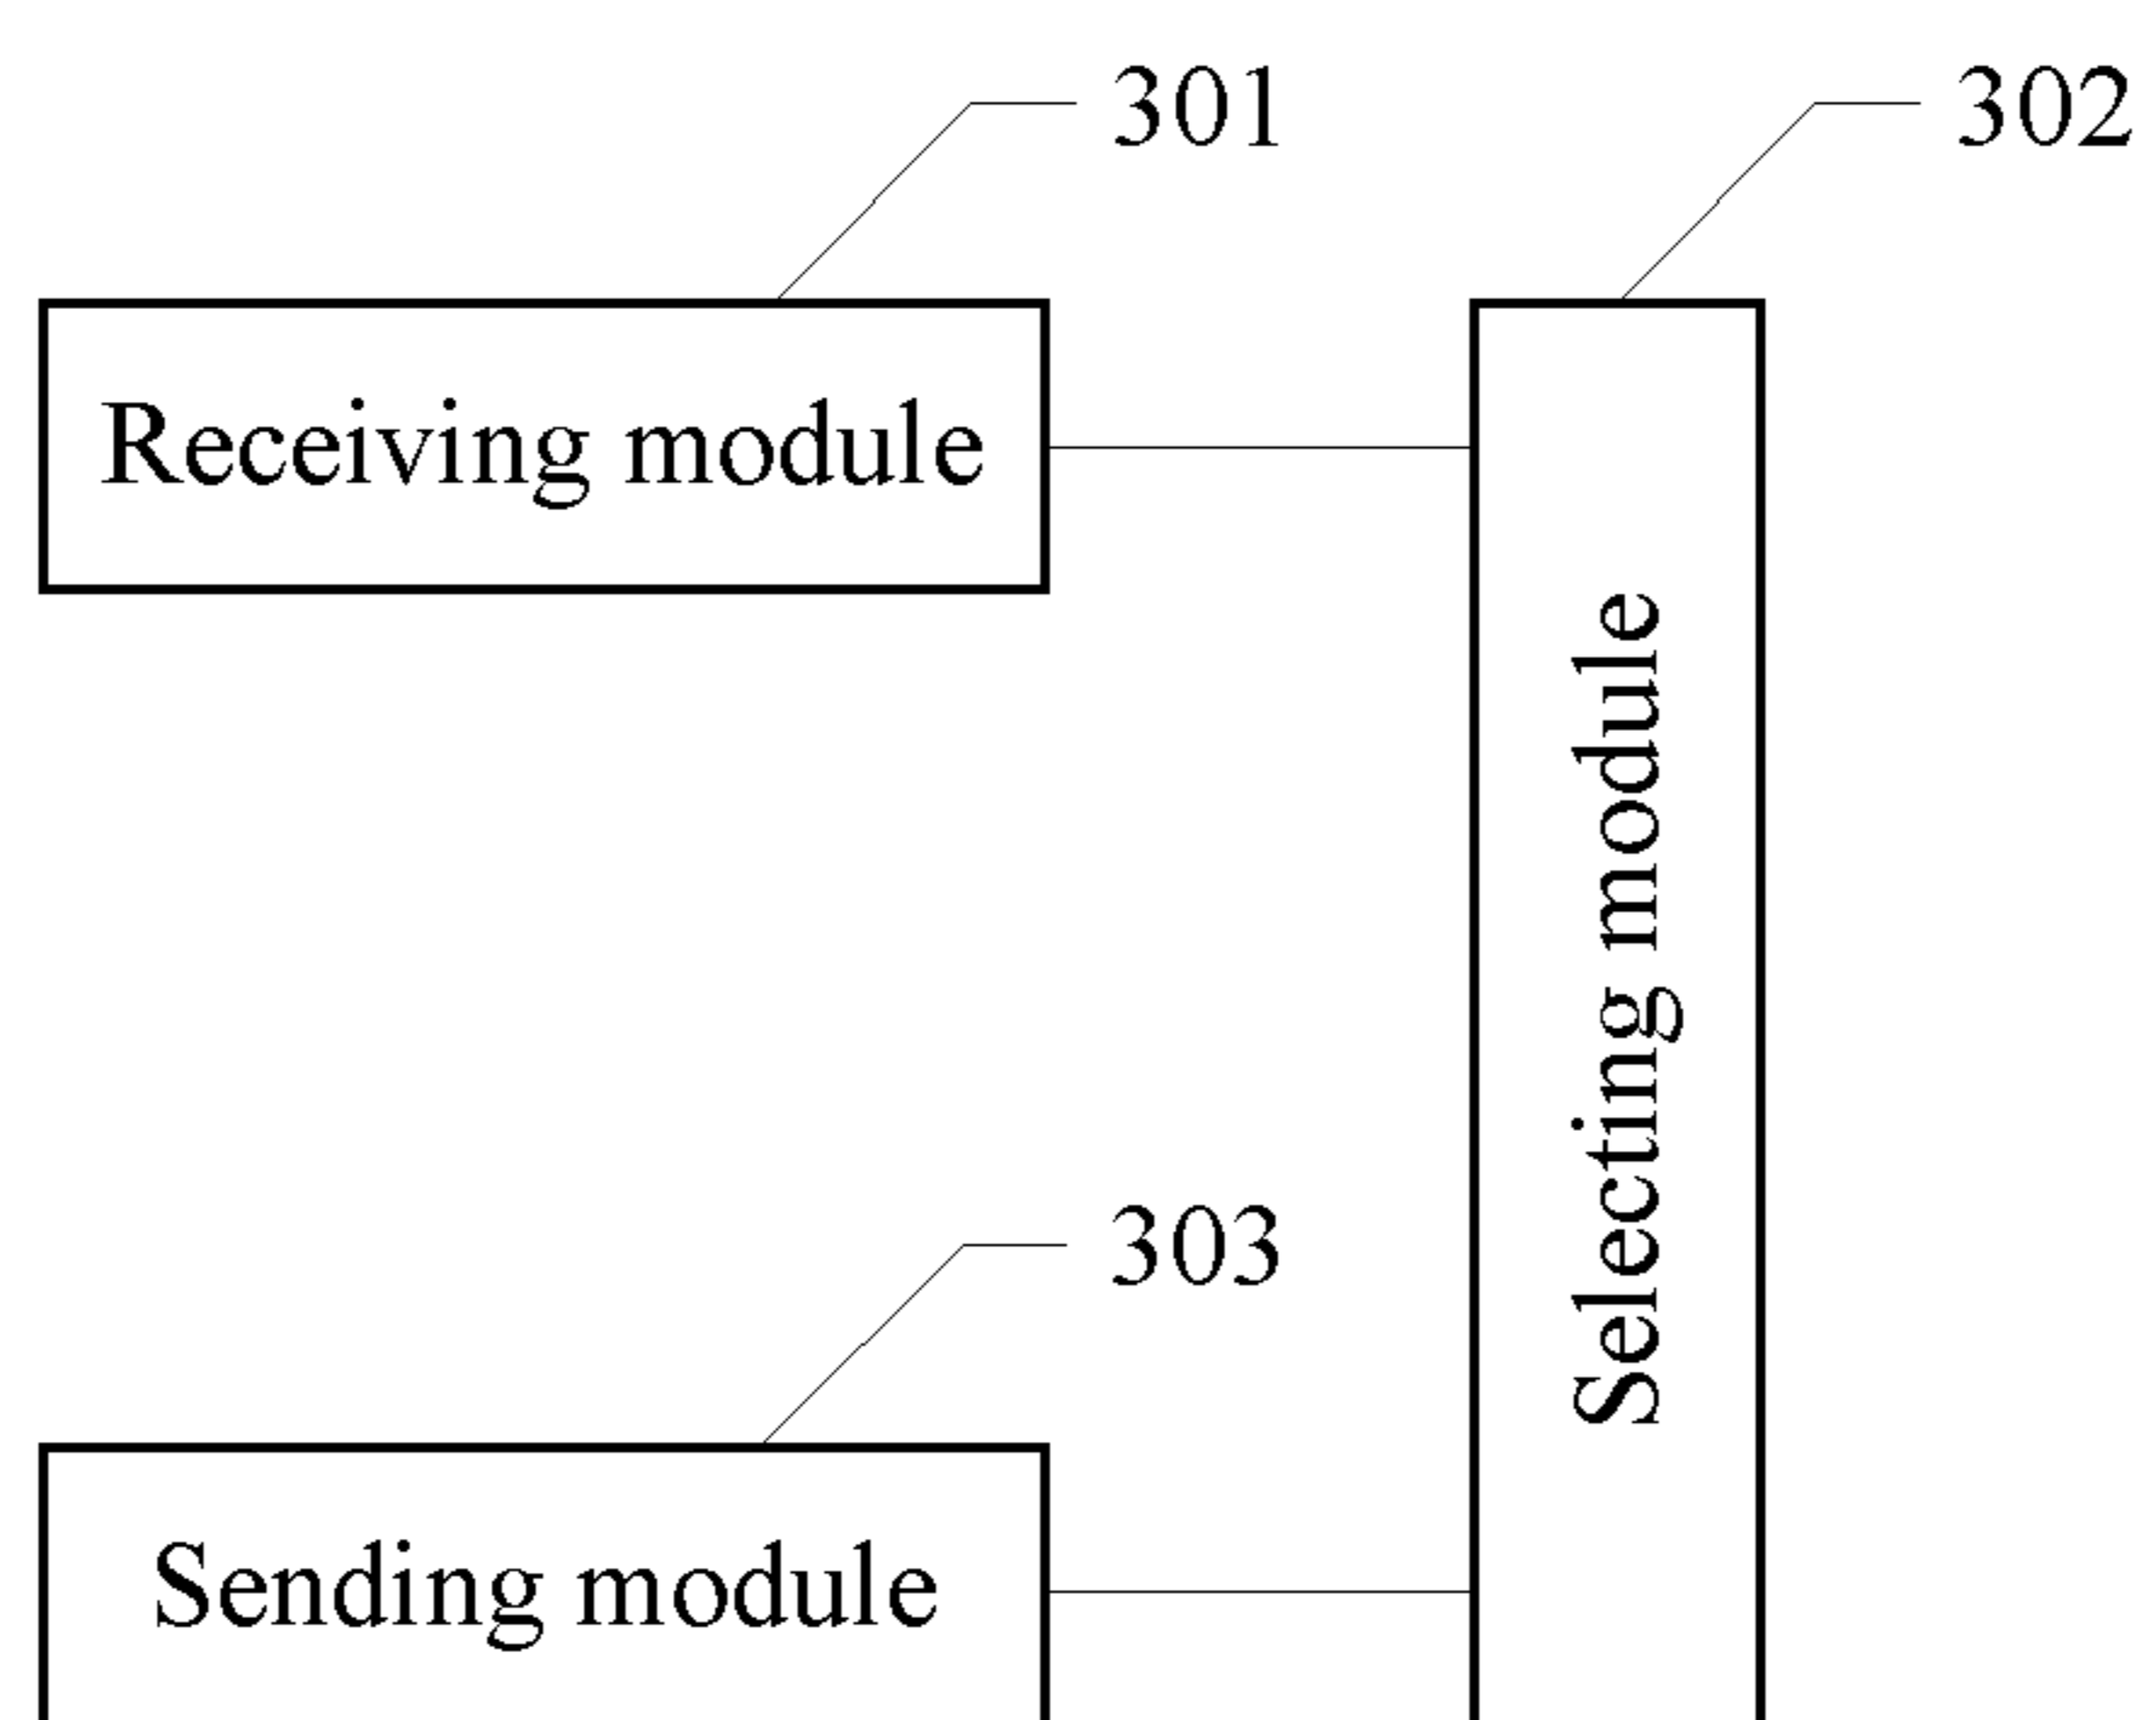 301
302
Receiving module
Selecting module
303
Sending module